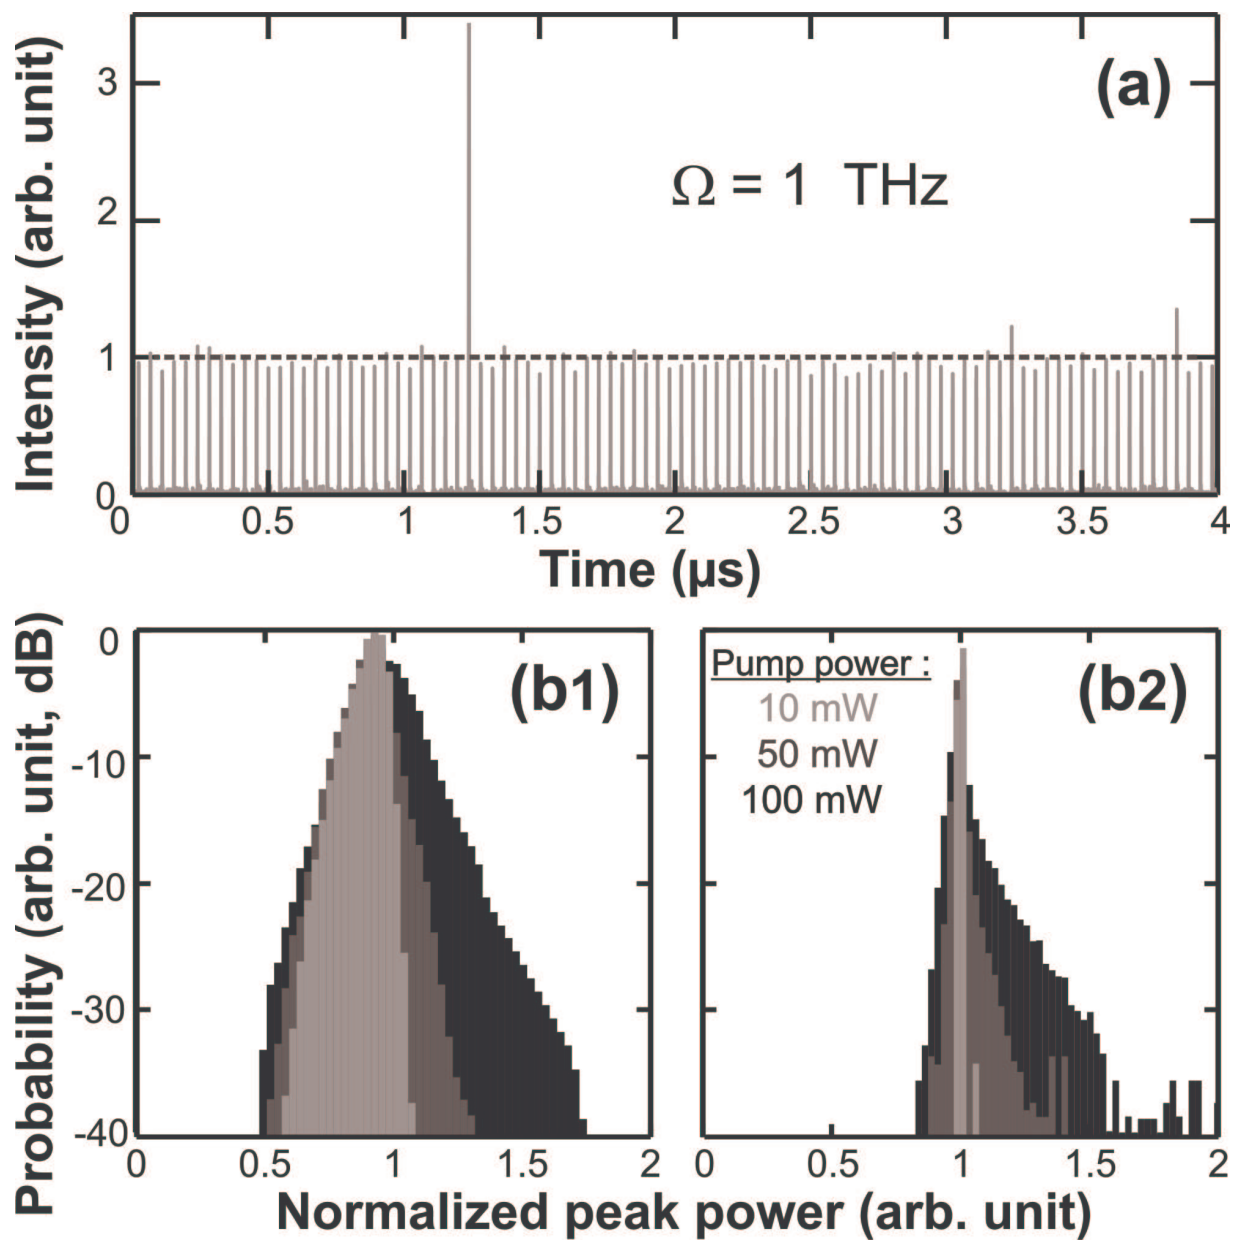 (a)
Intensity (arb. unit)
3
2
1
0
Ω = 1 THz
0 0.5 1 1.5 2 2.5 3 3.5 4
Time (µs)
Probability (arb. unit, dB)
0
-10
-20
-30
-40
(b1)
0 0.5 1 1.5 2
Pump power :
10 mW
50 mW
100 mW
(b2)
0 0.5 1 1.5 2
Normalized peak power (arb. unit)